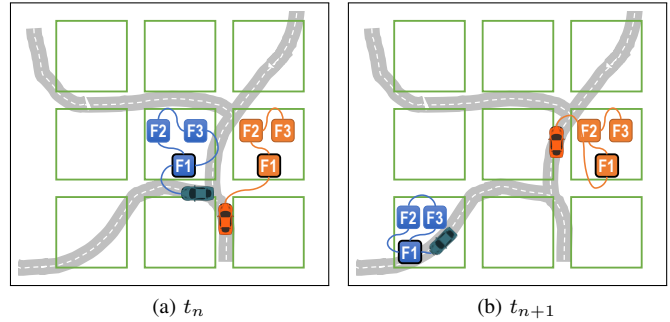 F2 F3 F2 F3
F1 F1
F2 F3
F1
F2 F3
F1
(a) t_n
(b) t_{n+1}